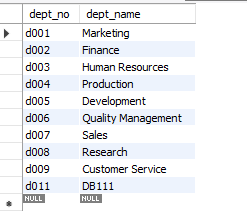 dept_no dept_name
d001 Marketing
d002 Finance
d003 Human Resources
d004 Production
d005 Development
d006 Quality Management
d007 Sales
d008 Research
d009 Customer Service
d011 DB111
NULL NULL